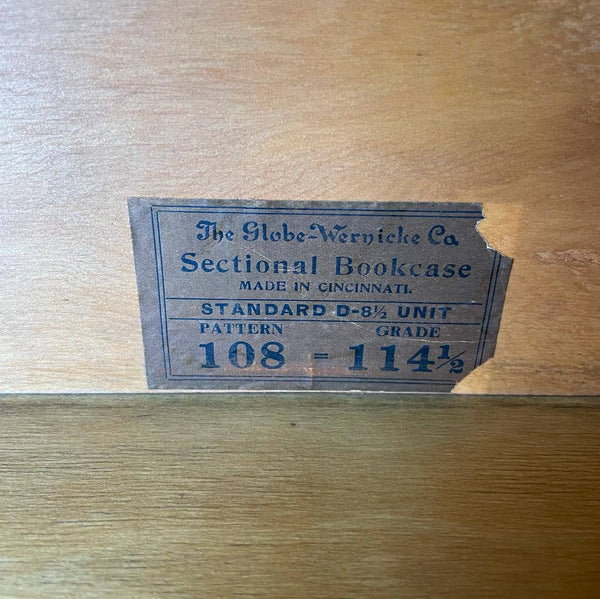 The Globe-Wernicke Co.
Sectional Bookcase
MADE IN CINCINNATI.
STANDARD D-8½ UNIT
PATTERN GRADE
108 = 114½